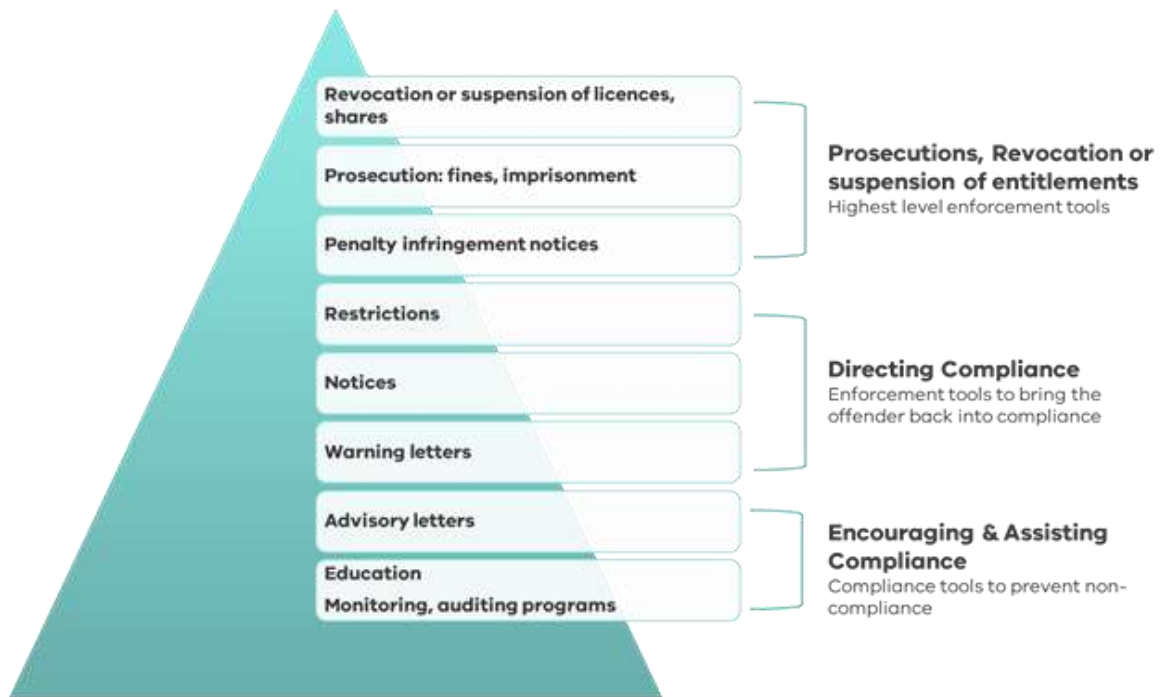 Revocation or suspension of licences,
shares
Prosecution: fines, imprisonment
Penalty infringement notices
Prosecutions, Revocation or
suspension of entitlements
Highest level enforcement tools
Restrictions
Notices
Warning letters
Directing Compliance
Enforcement tools to bring the
offender back into compliance
Advisory letters
Education
Monitoring, auditing programs
Encouraging & Assisting
Compliance
Compliance tools to prevent non-
compliance